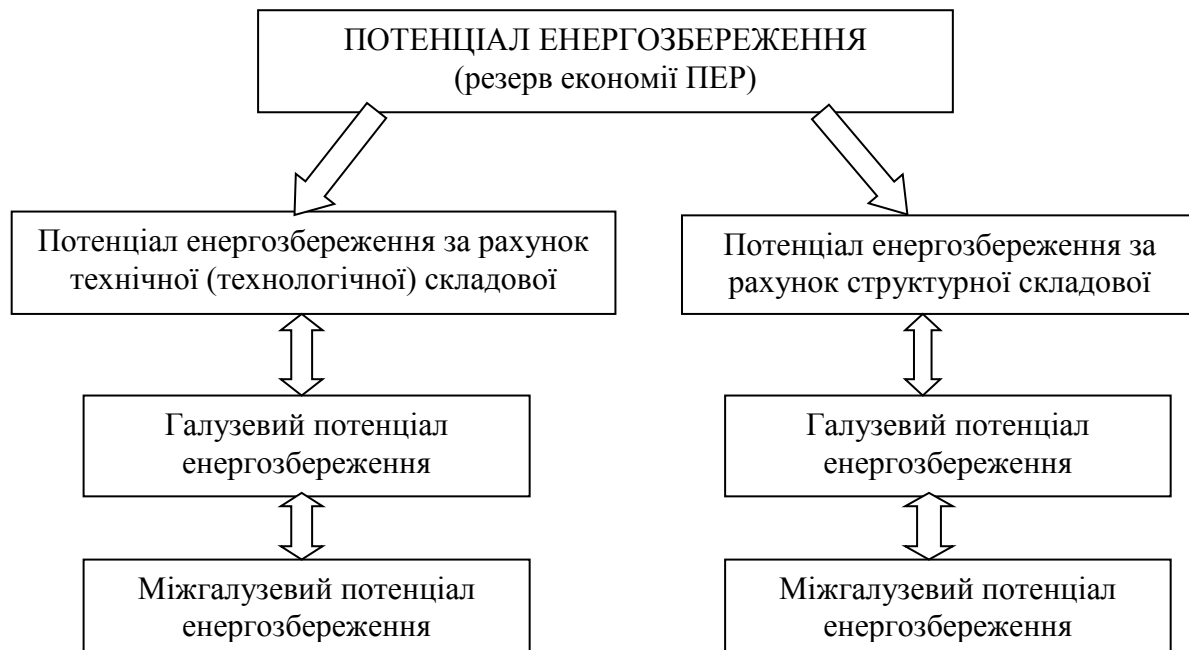 ПОТЕНЦІАЛ ЕНЕРГОЗБЕРЕЖЕННЯ
(резерв економії ПЕР)
Потенціал енергозбереження за рахунок
технічної (технологічної) складової
Потенціал енергозбереження за
рахунок структурної складової
Галузевий потенціал
енергозбереження
Галузевий потенціал
енергозбереження
Міжгалузевий потенціал
енергозбереження
Міжгалузевий потенціал
енергозбереження